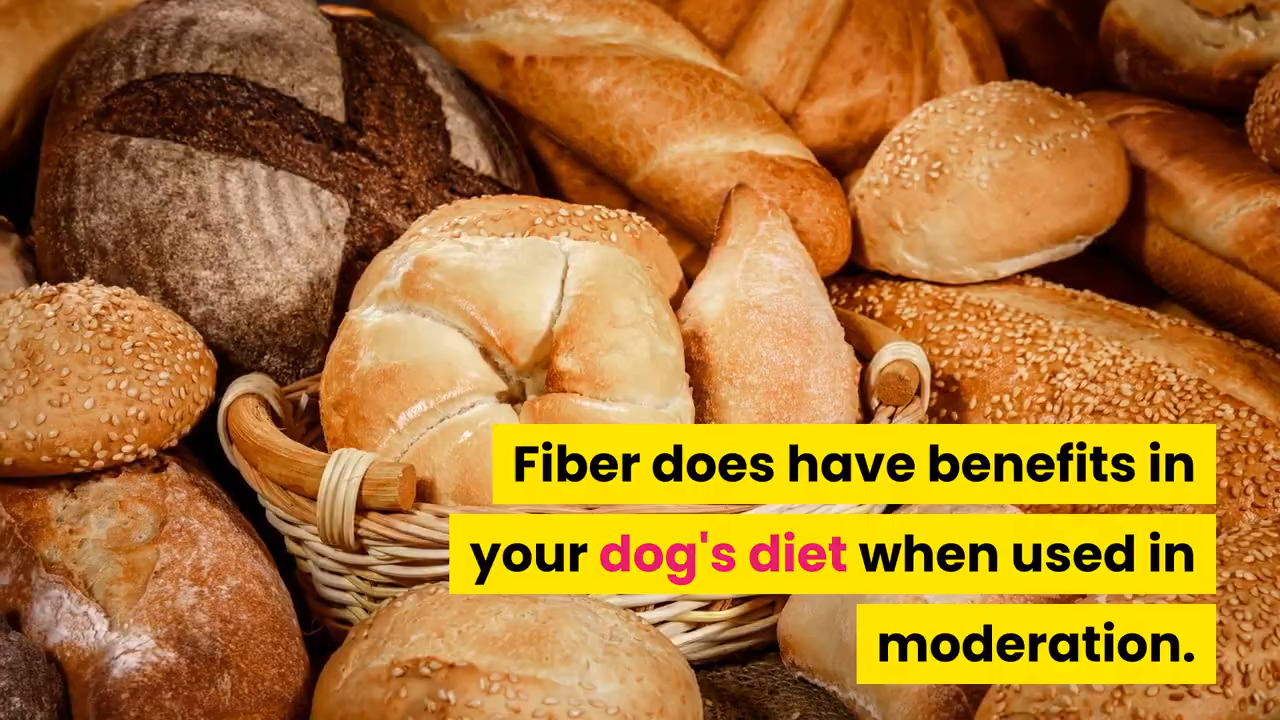 Fiber does have benefits in
your dog's diet when used in
moderation.